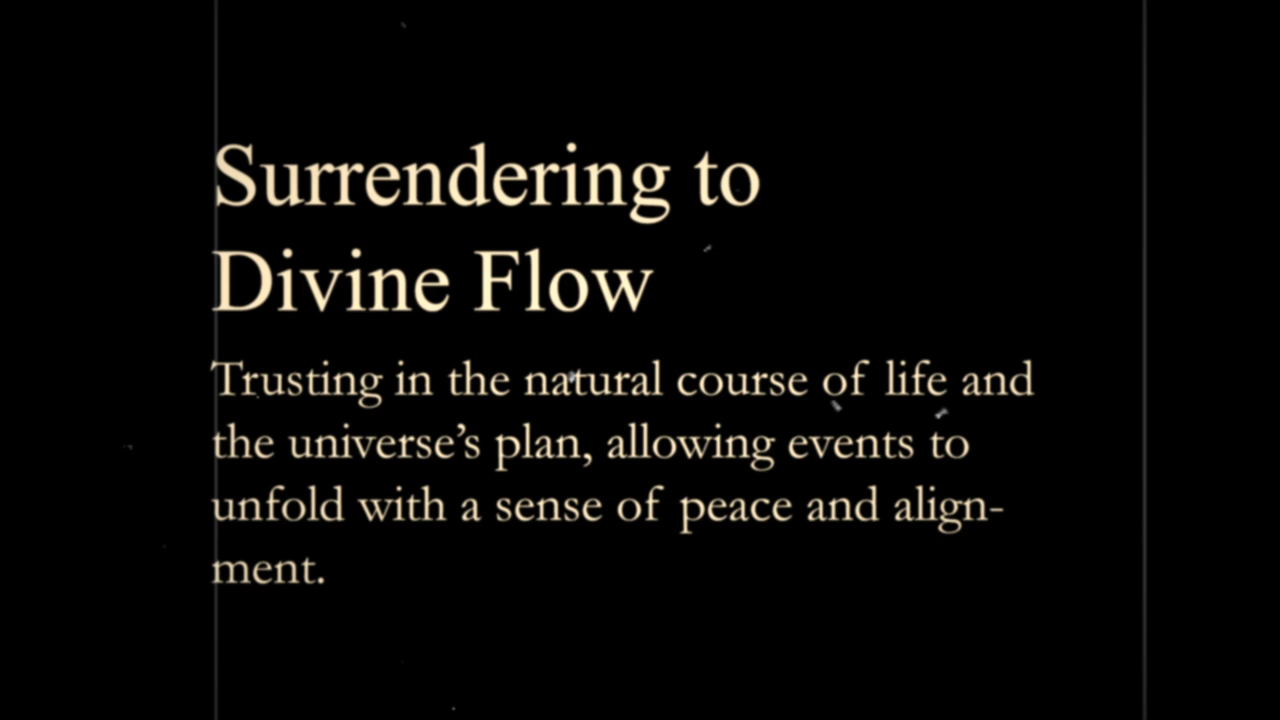 Surrendering to
Divine Flow
Trusting in the natural course of life and
the universe’s plan, allowing events to
unfold with a sense of peace and align-
ment.